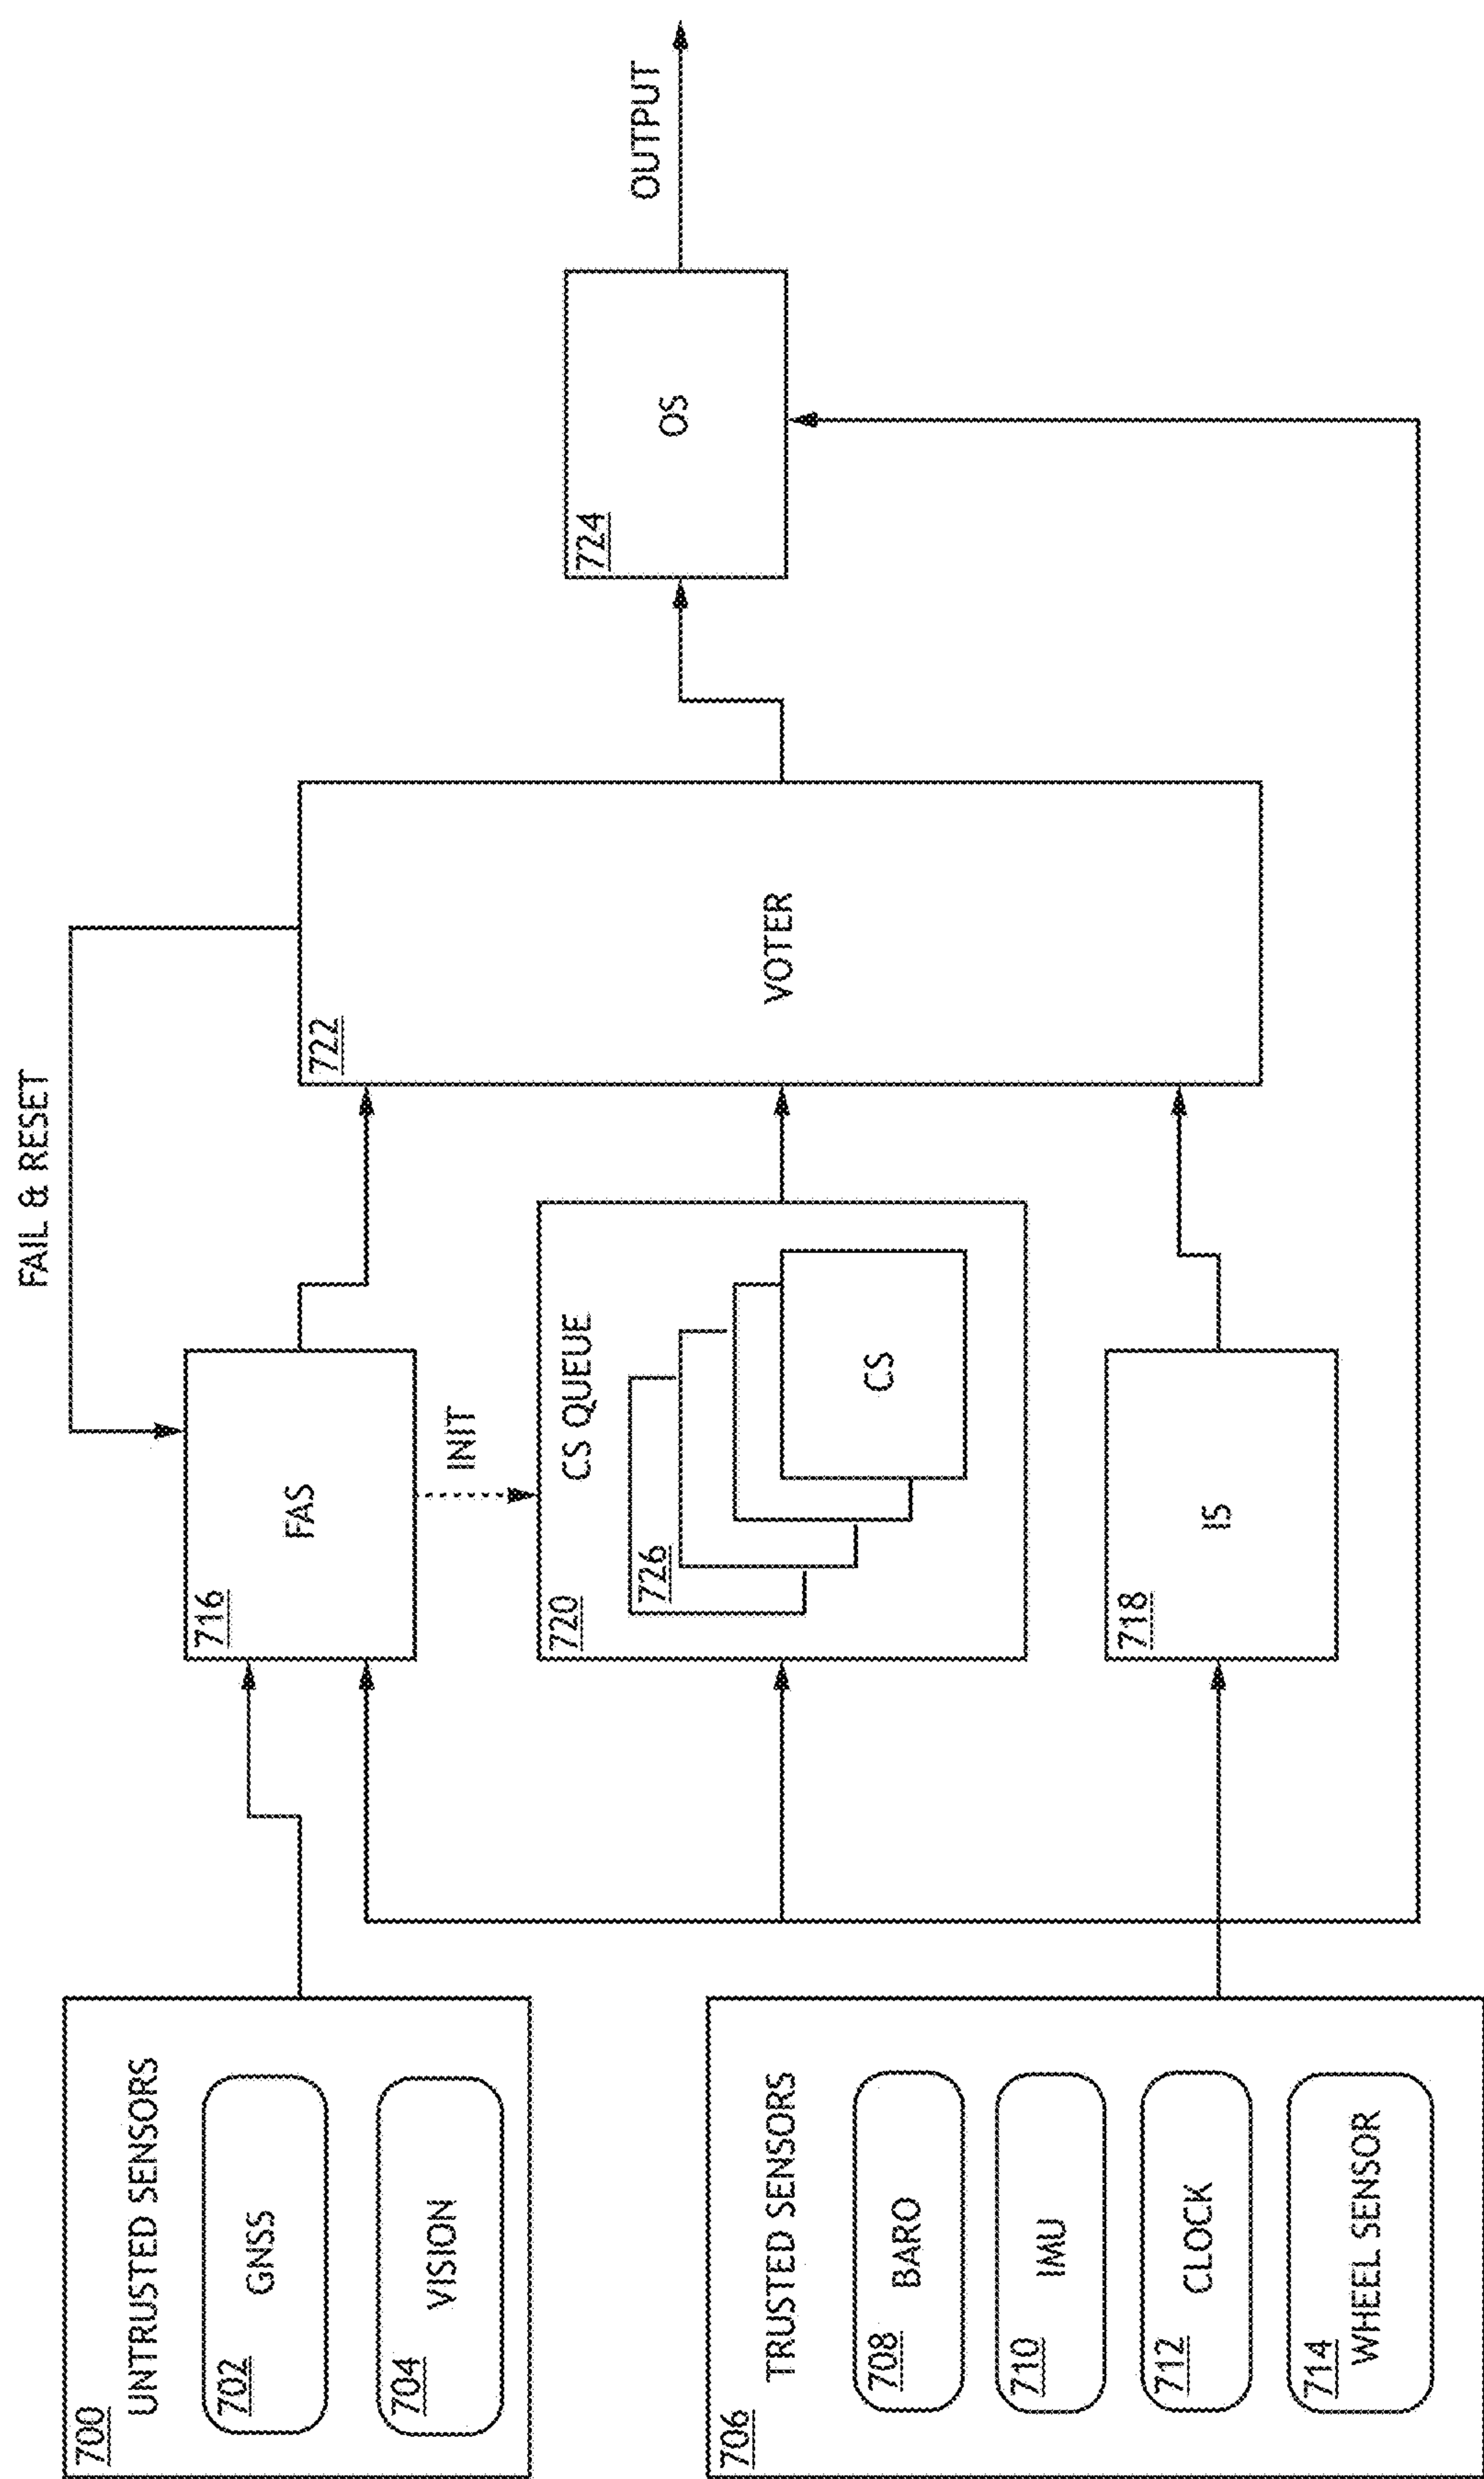 700
UNTRUSTED SENSORS
702
GNSS
704
VISION
706
TRUSTED SENSORS
708
BARO
710
IMU
712
CLOCK
714
WHEEL SENSOR
FAIL & RESET
716
FAS
INIT
720
CS QUEUE
726
CS
718
IS
722
VOTER
724
OS
OUTPUT